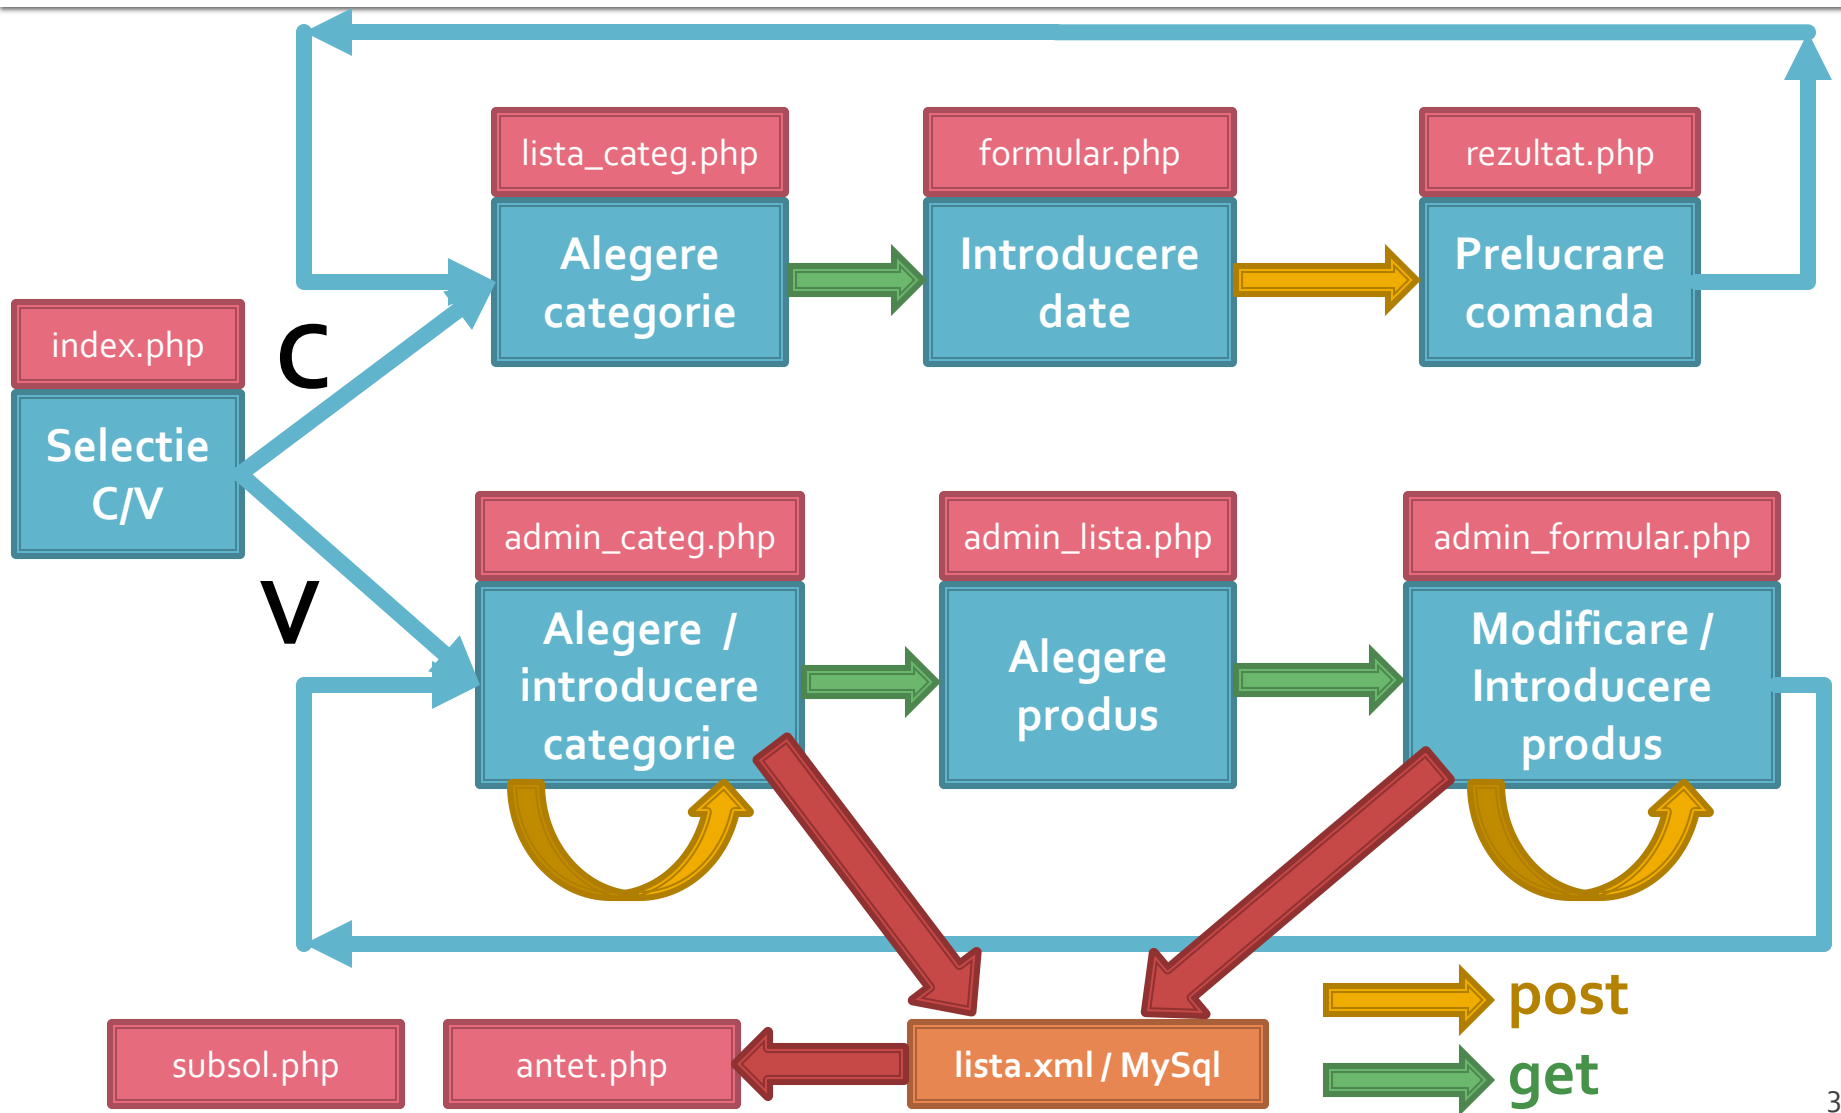 lista_categ.php
formular.php
rezultat.php
Alegere
categorie
Introducere
date
Prelucrare
comanda
index.php
C
Selectie
C/V
V
admin_categ.php
admin_lista.php
admin_formular.php
Alegere /
introducere
categorie
Alegere
produs
Modificare /
Introducere
produs
post
subsol.php
antet.php
lista.xml / MySql
get
3